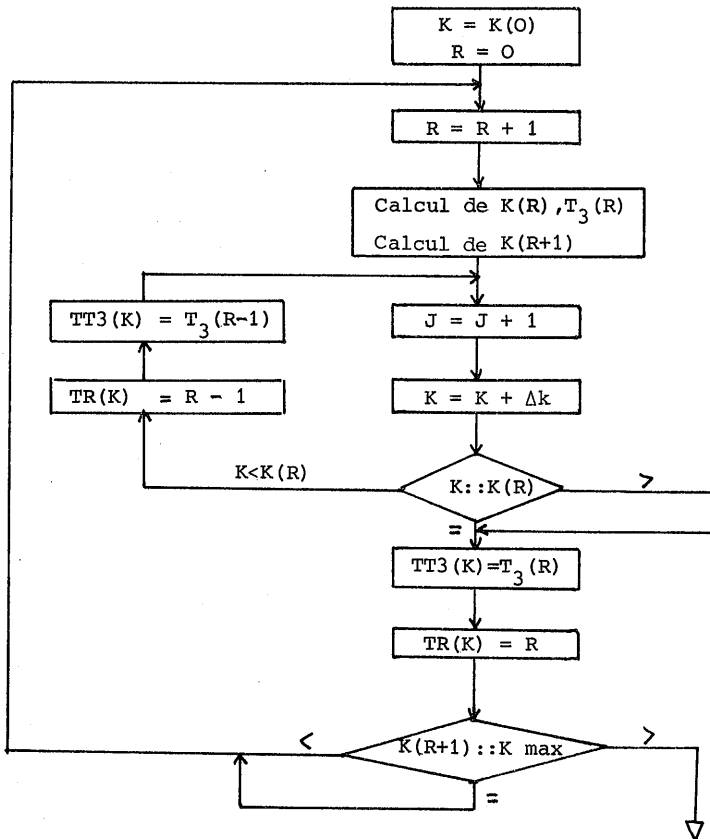 K = K(O)
R = O
R = R + 1
Calcul de K(R),T₃(R)
Calcul de K(R+1)
TT3(K) = T₃(R-1)
J = J + 1
TR(K) = R - 1
K = K + Δk
K<K(R)
K::K(R)
>
=
TT3(K)=T₃(R)
TR(K) = R
<
K(R+1)::K max
>
=